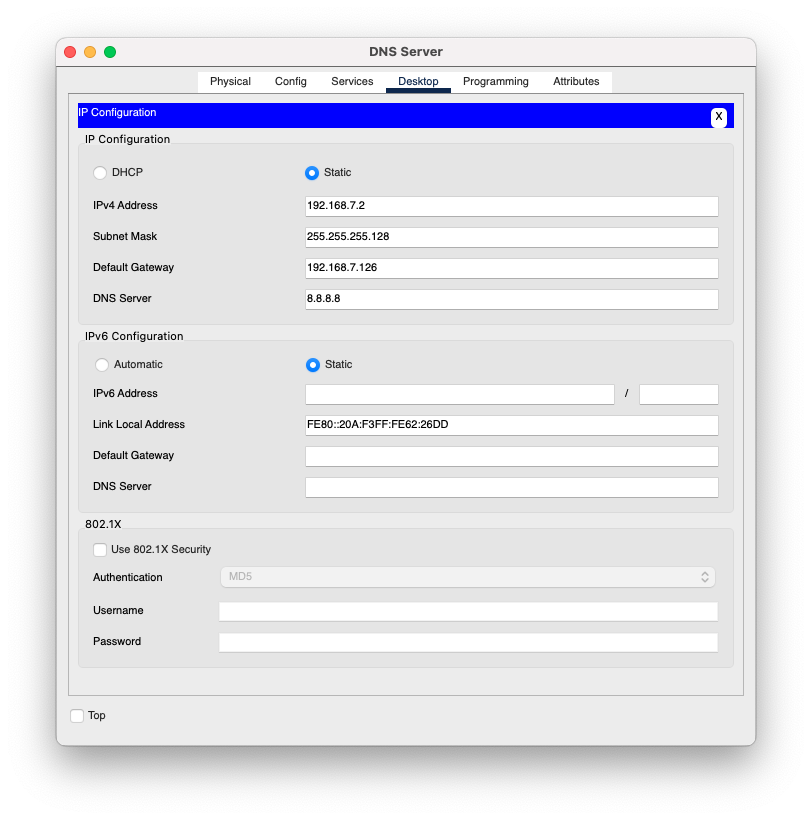 DNS Server
Physical Config Services Desktop Programming Attributes
IP Configuration
X
IP Configuration
DHCP Static
IPv4 Address 192.168.7.2
Subnet Mask 255.255.255.128
Default Gateway 192.168.7.126
DNS Server 8.8.8.8
IPv6 Configuration
Automatic Static
IPv6 Address /
Link Local Address FE80::20A:F3FF:FE62:26DD
Default Gateway
DNS Server
802.1X
Use 802.1X Security
Authentication MD5
Username
Password
Top